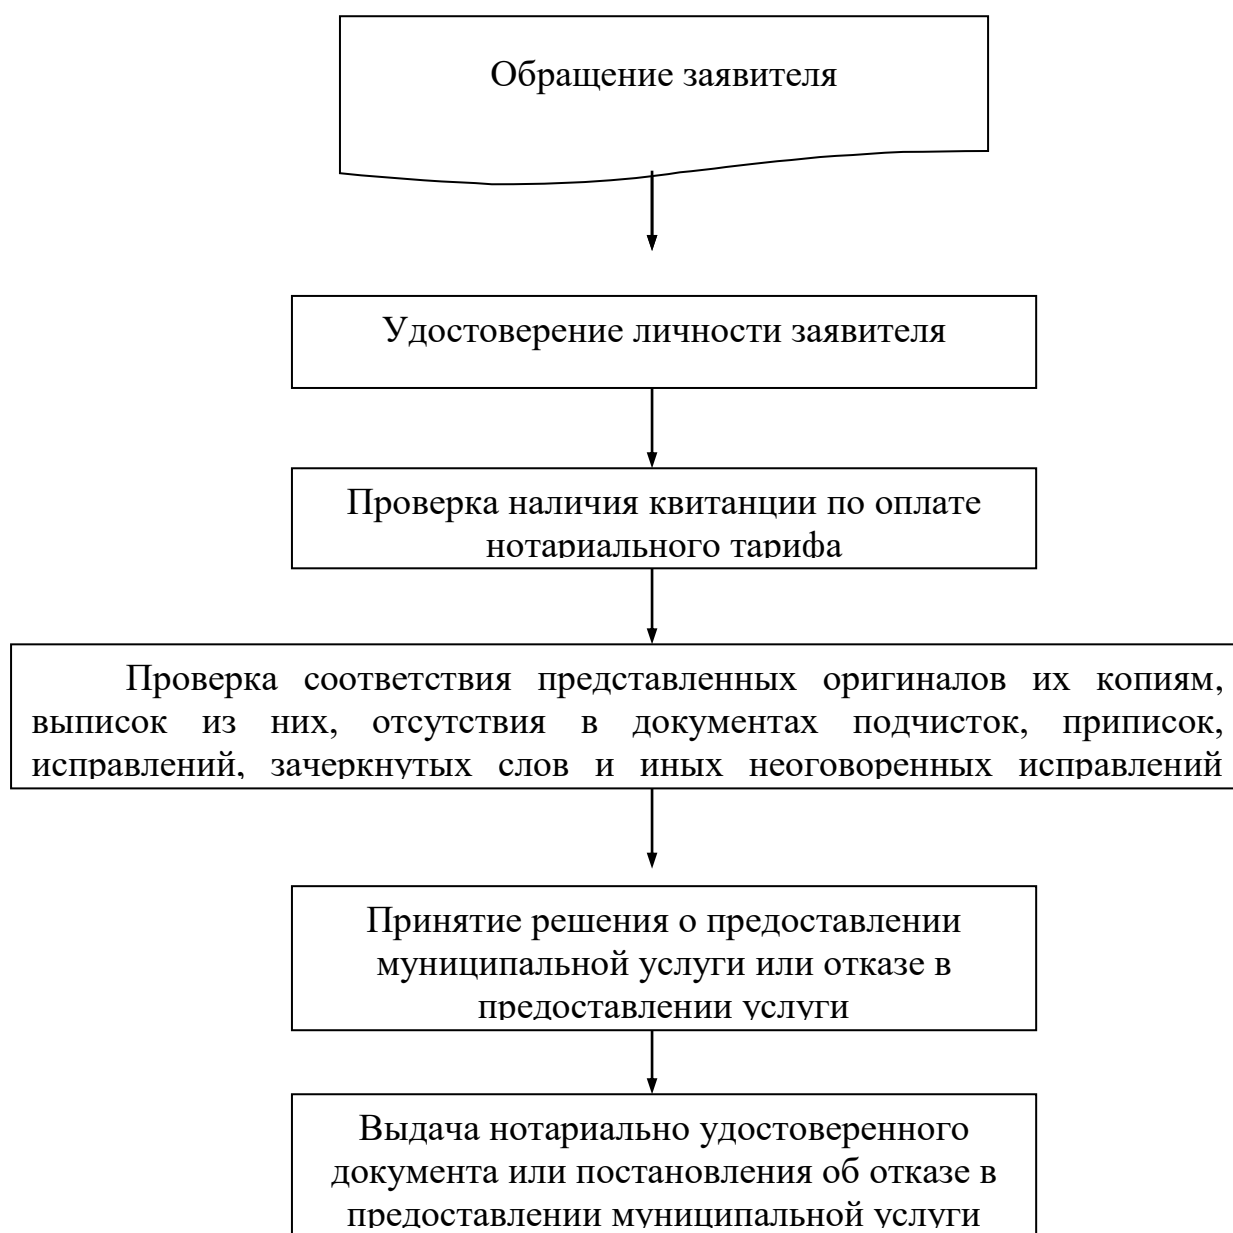 Обращение заявителя
Удостоверение личности заявителя
Проверка наличия квитанции по оплате
нотариального тарифа
Проверка соответствия представленных оригиналов их копиям,
выписок из них, отсутствия в документах подчисток, приписок,
исправлений, зачеркнутых слов и иных неоговоренных исправлений
Принятие решения о предоставлении
муниципальной услуги или отказе в
предоставлении услуги
Выдача нотариально удостоверенного
документа или постановления об отказе в
предоставлении муниципальной услуги